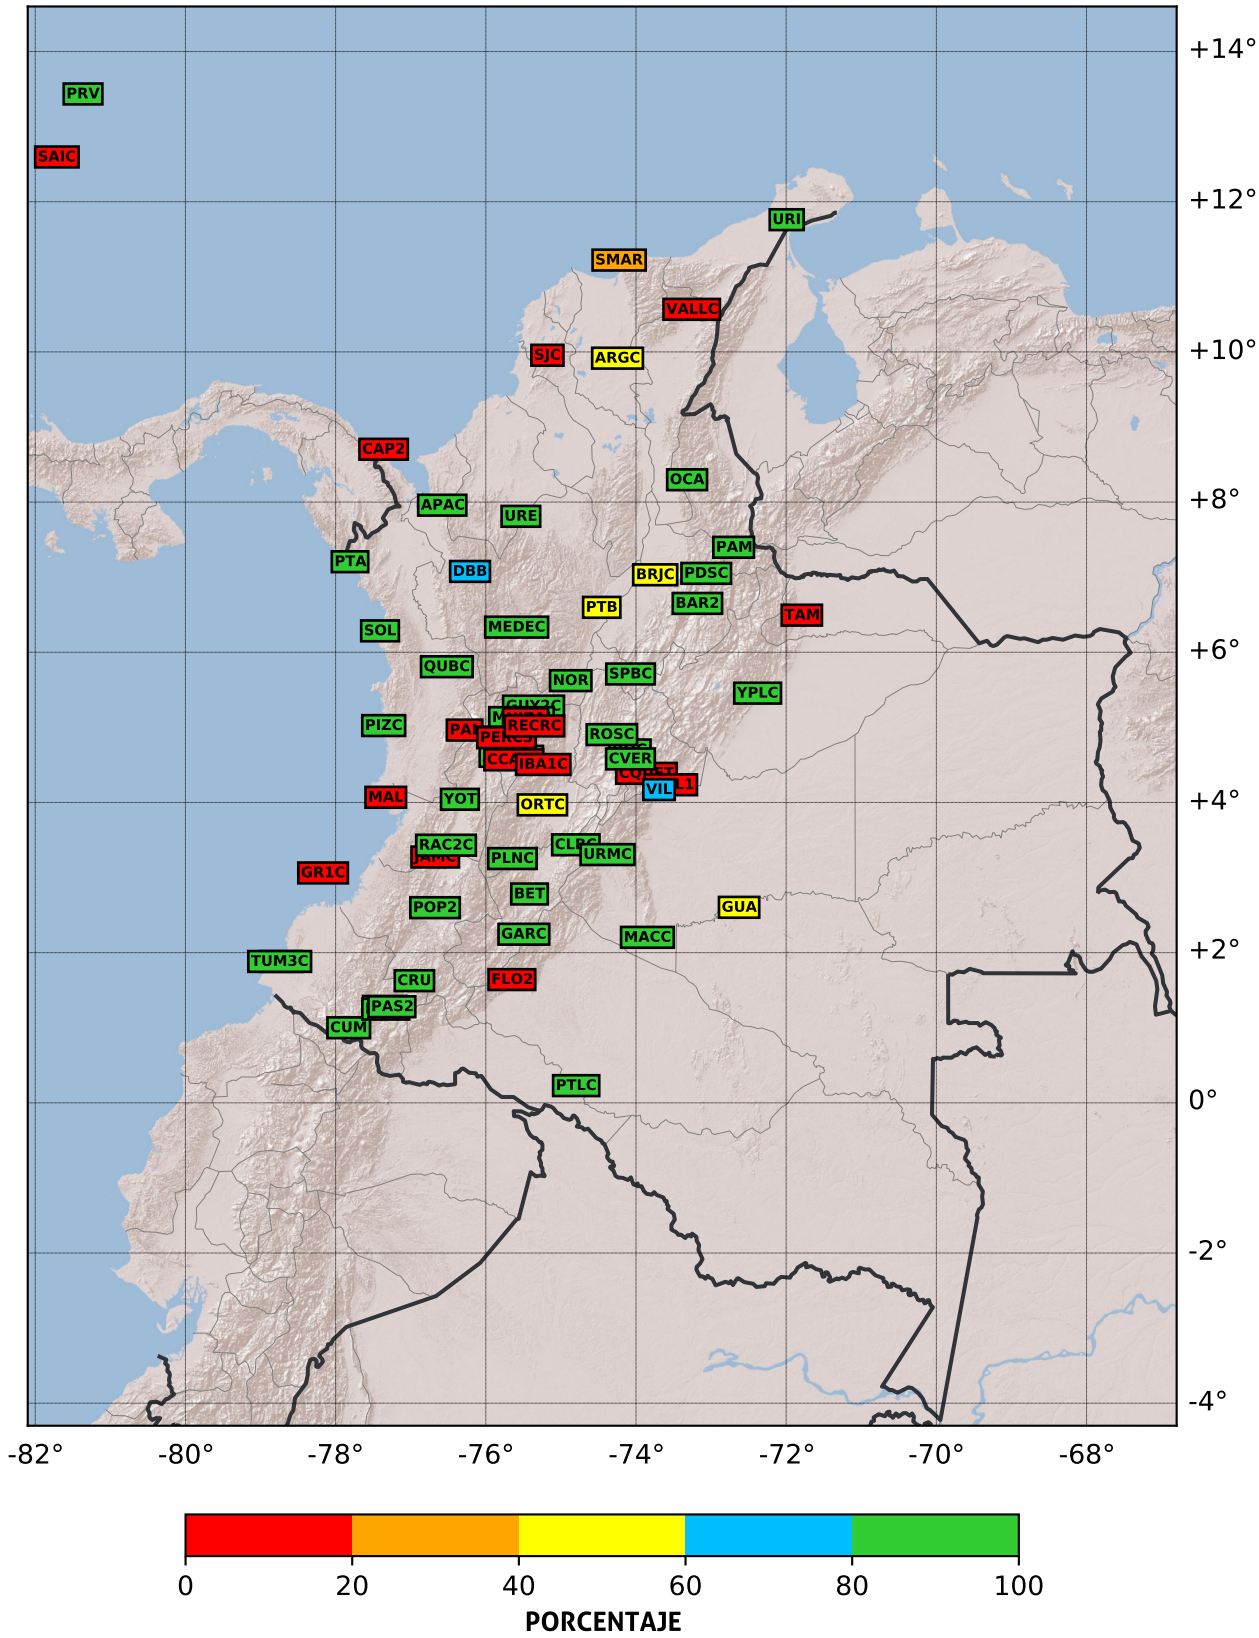 +14°
PRV
SAIC
+12°
URI
SMAR
VALLC
+10°
SJC
ARGC
CAP2
OCA
+8°
APAC
URE
PAM
PTA
DBB
BRJC
PDSC
PTB
BAR2
TAM
SOL
MEDEC
+6°
QUBC
NOR
SPBC
YPLC
PIZC
RECRC
ROSC
CVER
IBA1C
VIL
MAL
YOT
ORTC
+4°
RAC2C
URMC
PLNC
GR1C
BET
POP2
GUA
GARC
MACC
+2°
TUM3C
CRU
FLO2
PAS2
CUM
PTLC
0°
-2°
-4°
-82°
-80°
-78°
-76°
-74°
-72°
-70°
-68°
0
20
40
60
80
100
PORCENTAJE